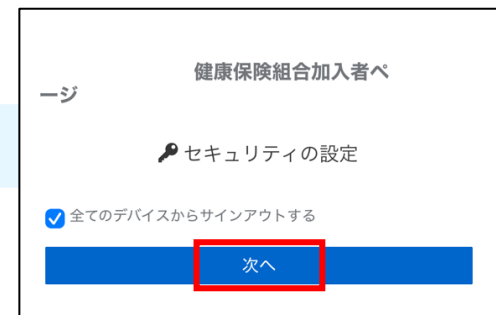 健康保険組合加入者ペ
ージ
セキュリティの設定
全てのデバイスからサインアウトする
次へ